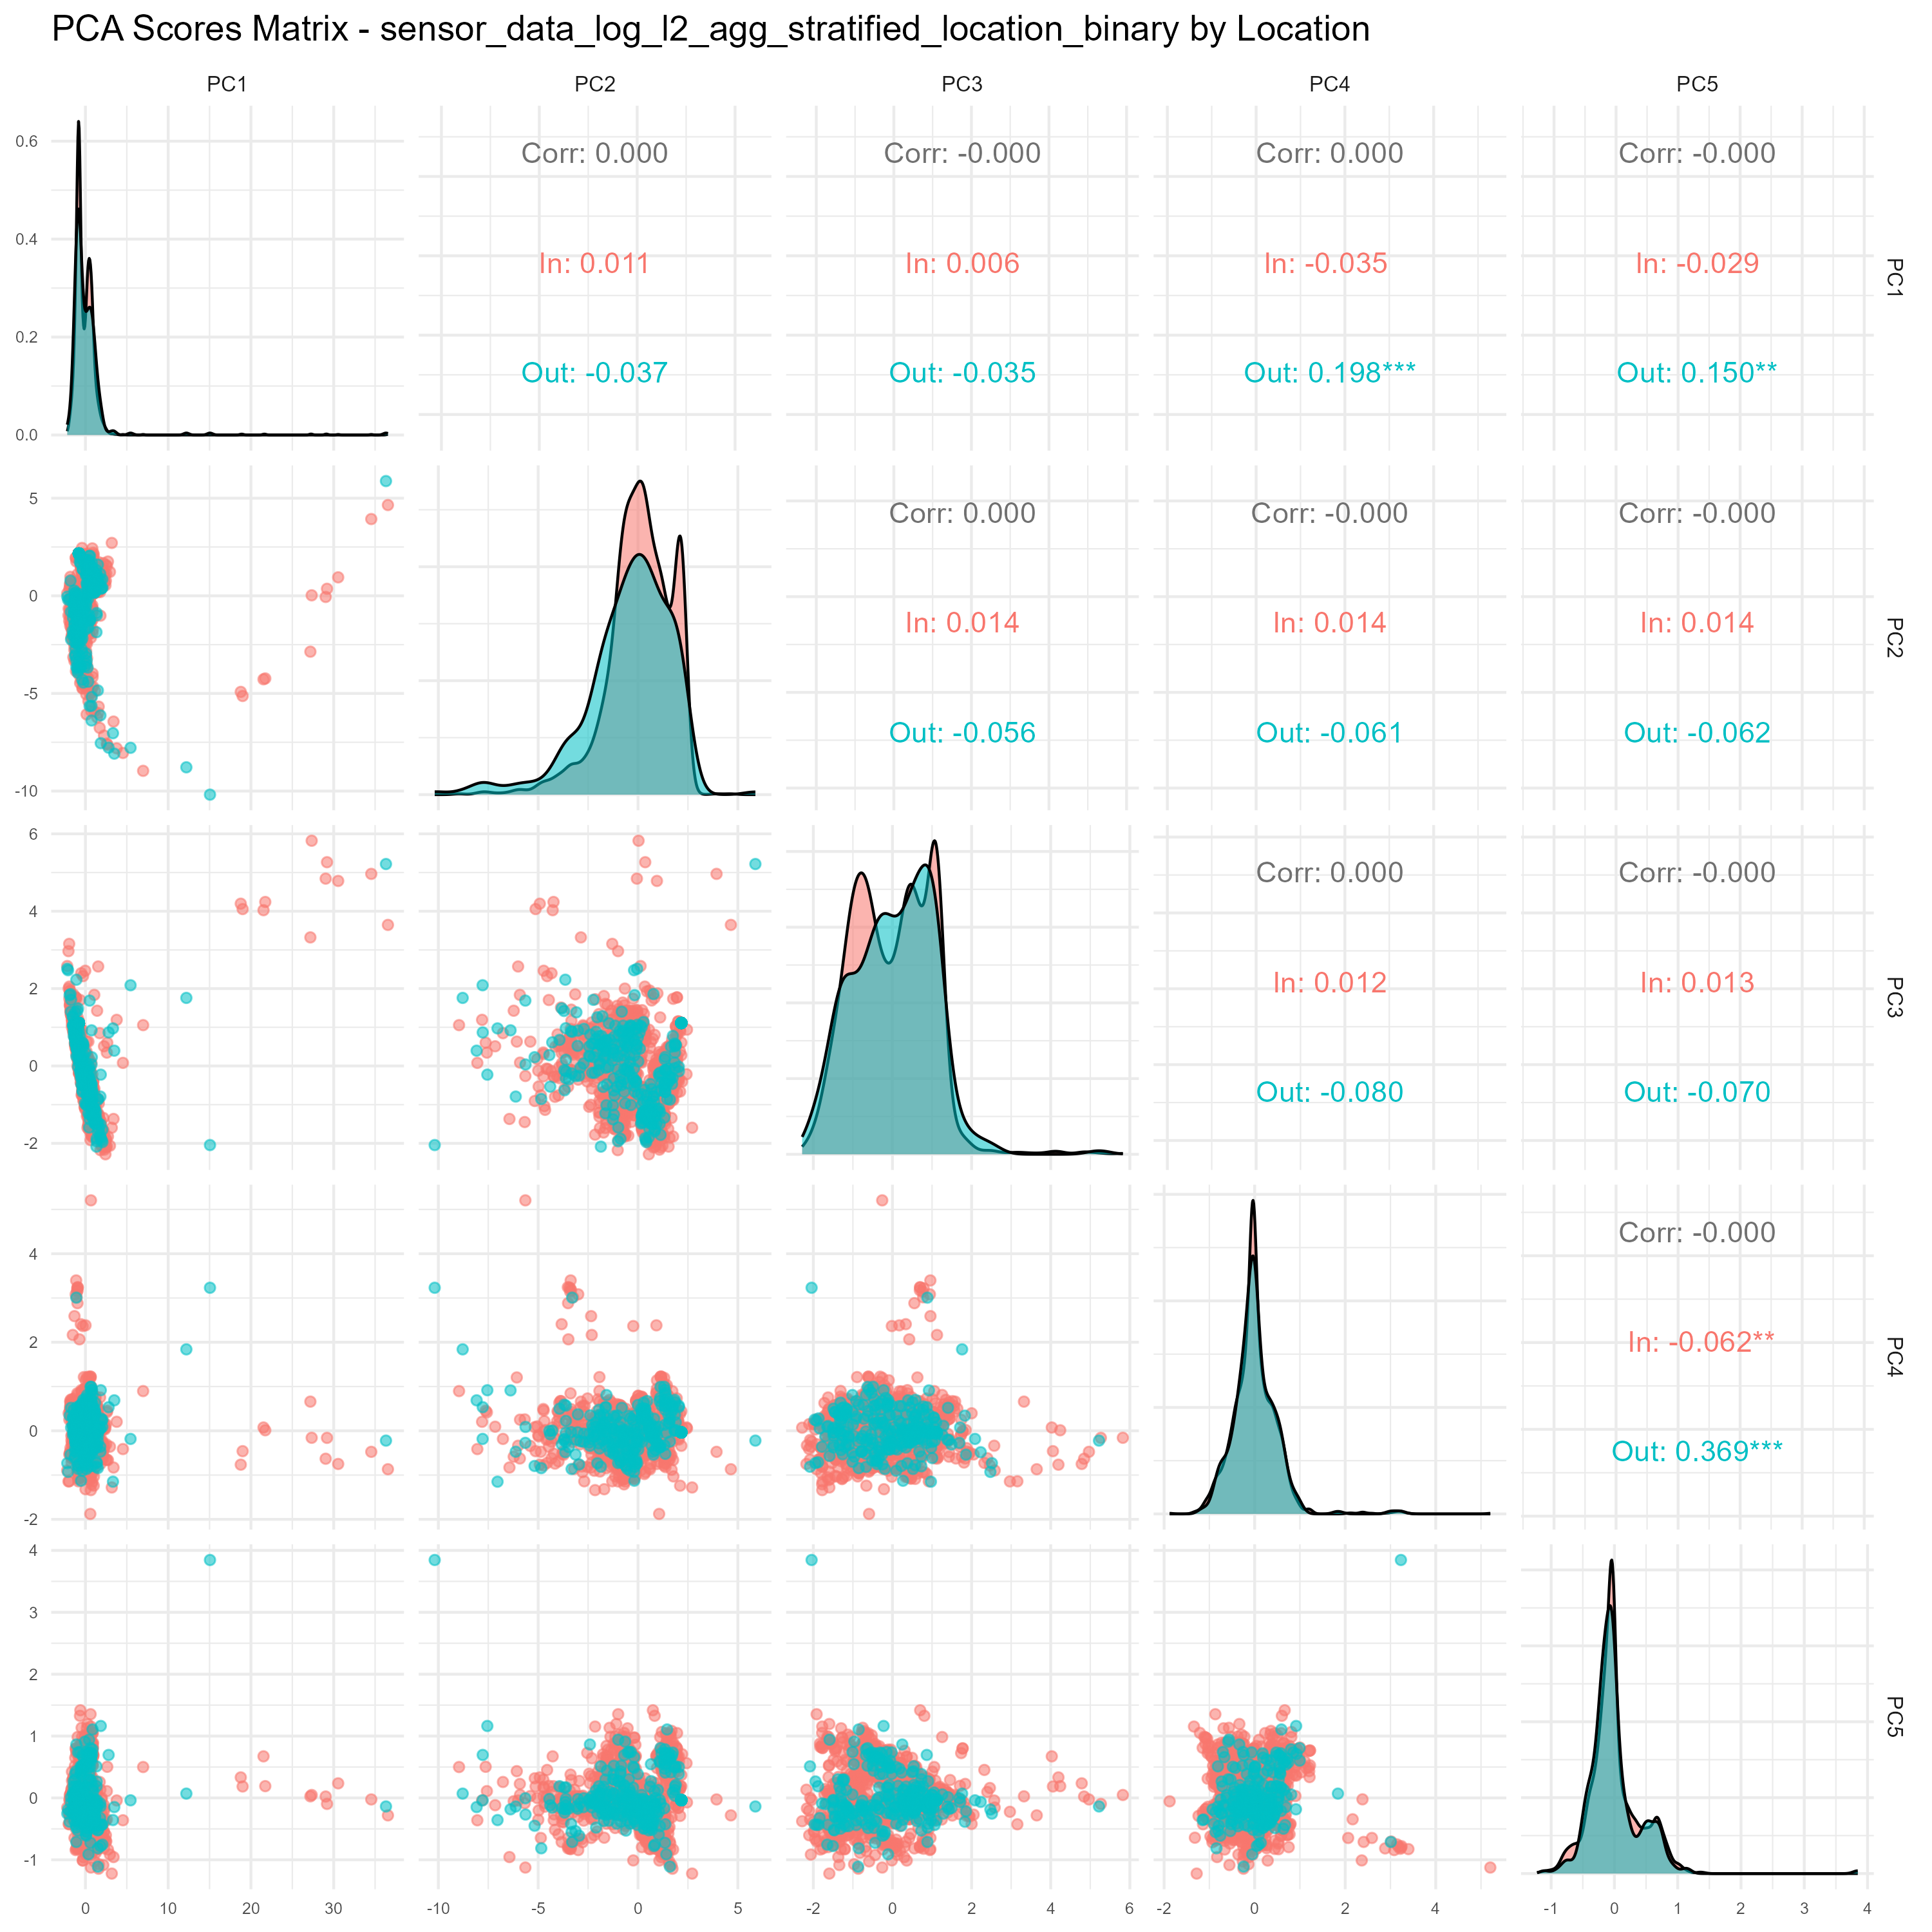 PCA Scores Matrix - sensor_data_log_l2_agg_stratified_location_binary by Location
PC1 PC2 PC3 PC4 PC5
0.6
0.4
0.2
0.0
Corr: 0.000
In: 0.011
Out: -0.037
Corr: -0.000
In: 0.006
Out: -0.035
Corr: 0.000
In: -0.035
Out: 0.198***
Corr: -0.000
In: -0.029
Out: 0.150**
PC1
5
0
-5
-10
Corr: 0.000
In: 0.014
Out: -0.056
Corr: -0.000
In: 0.014
Out: -0.061
Corr: -0.000
In: 0.014
Out: -0.062
PC2
6
4
2
0
-2
Corr: 0.000
In: 0.012
Out: -0.080
Corr: -0.000
In: 0.013
Out: -0.070
PC3
4
2
0
-2
Corr: -0.000
In: -0.062**
Out: 0.369***
PC4
4
3
2
1
0
-1
PC5
0 10 20 30
-10 -5 0 5
-2 0 2 4 6
-2 0 2 4
-1 0 1 2 3 4